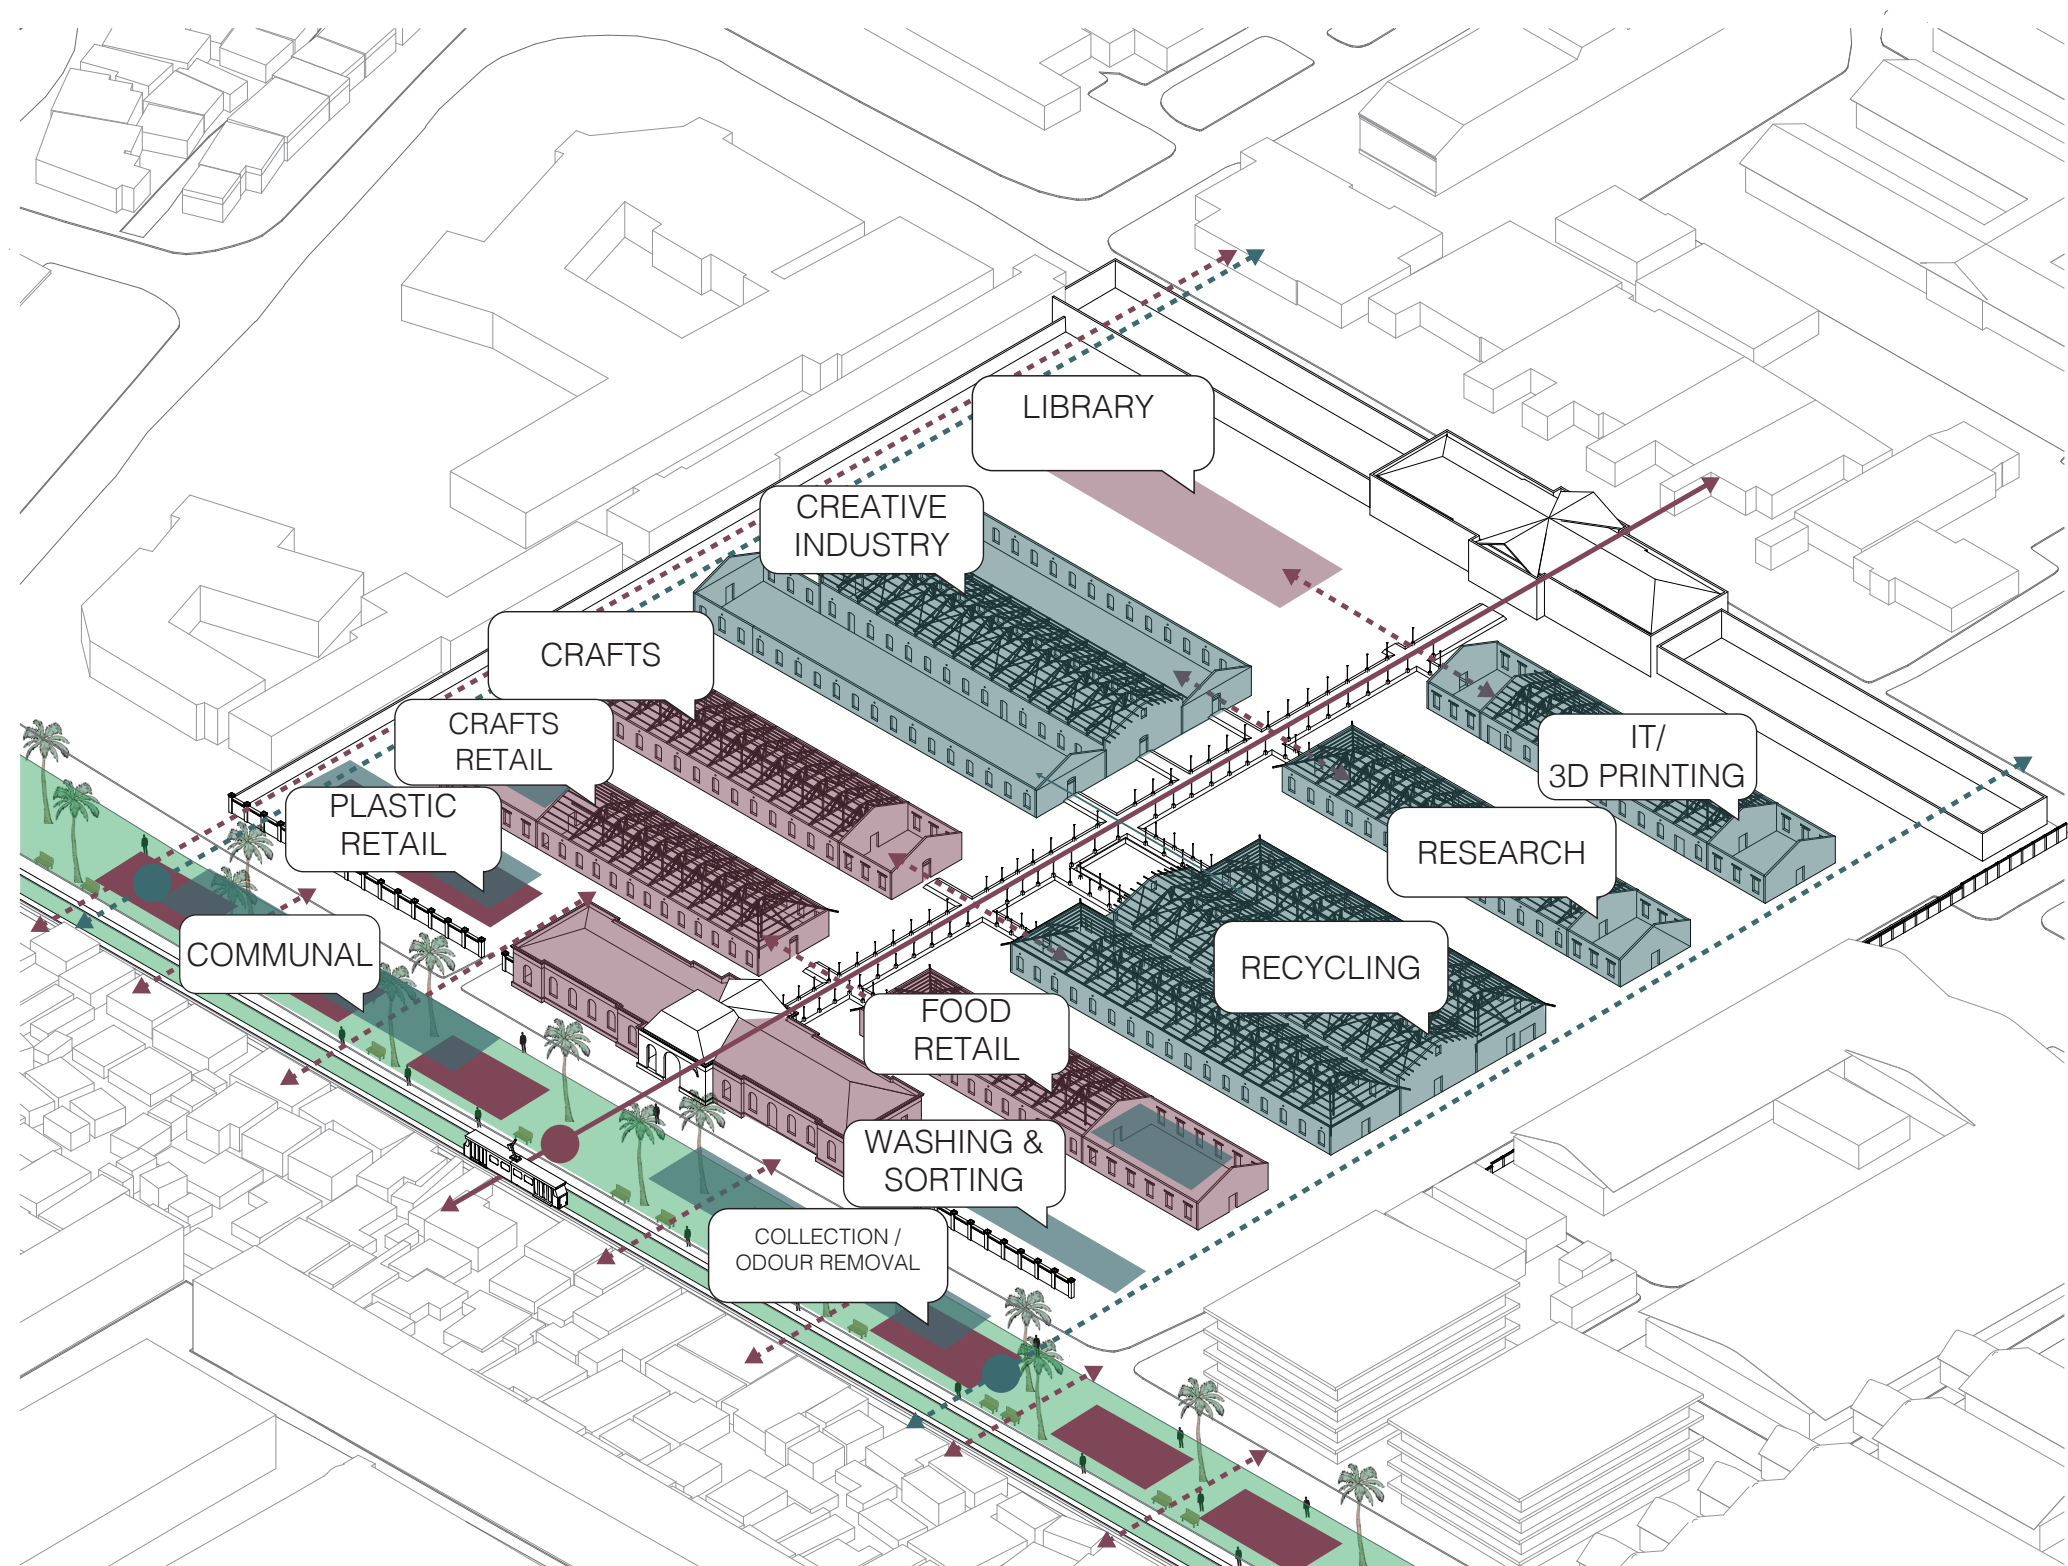 LIBRARY
CREATIVE
INDUSTRY
CRAFTS
CRAFTS
RETAIL
IT/
3D PRINTING
PLASTIC
RETAIL
RESEARCH
COMMUNAL
RECYCLING
FOOD
RETAIL
WASHING &
SORTING
COLLECTION /
ODOUR REMOVAL